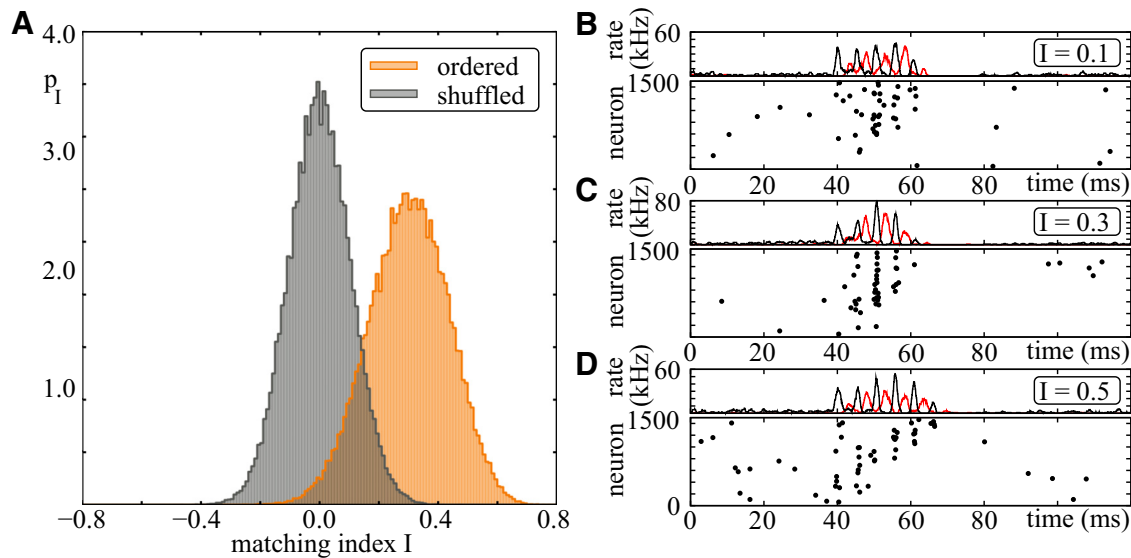 A
4.0
3.0
2.0
1.0
p_I
ordered
shuffled
−0.8
−0.4
0.0
0.4
0.8
matching index I
B
rate
(kHz)
60
I = 0.1
1500
neuron
0
20
40
60
80
time (ms)
C
rate
(kHz)
80
I = 0.3
1500
neuron
0
20
40
60
80
time (ms)
D
rate
(kHz)
60
I = 0.5
1500
neuron
0
0
20
40
60
80
time (ms)